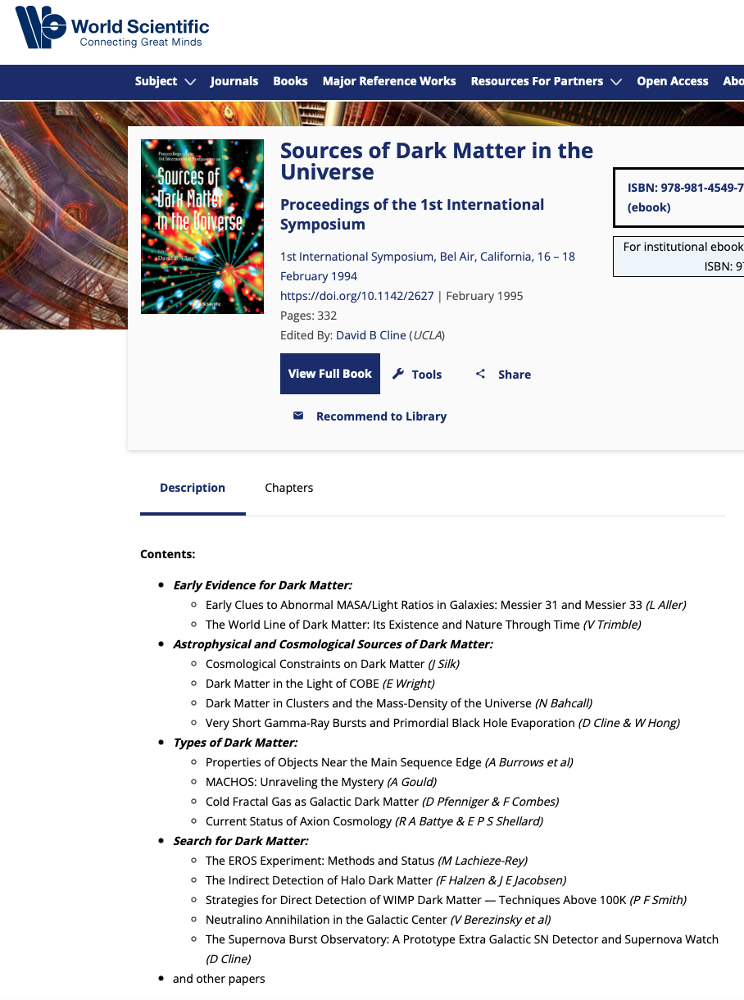 World Scientific
Connecting Great Minds
Subject Journals Books Major Reference Works Resources For Partners Open Access
Proceedings of the
1st International Symposium on
Sources of
Dark Matter
in the Universe
David B. Cline
World Scientific
Sources of Dark Matter in the
Universe
Proceedings of the 1st International
Symposium
1st International Symposium, Bel Air, California, 16 – 18
February 1994
https://doi.org/10.1142/2627 | February 1995
Pages: 332
Edited By: David B Cline (UCLA)
View Full Book Tools Share
Recommend to Library
ISBN: 978-981-4549-7
(ebook)
For institutional ebook
ISBN: 97
Description Chapters
Contents:
• Early Evidence for Dark Matter:
◦ Early Clues to Abnormal MASA/Light Ratios in Galaxies: Messier 31 and Messier 33 (L Aller)
◦ The World Line of Dark Matter: Its Existence and Nature Through Time (V Trimble)
• Astrophysical and Cosmological Sources of Dark Matter:
◦ Cosmological Constraints on Dark Matter (J Silk)
◦ Dark Matter in the Light of COBE (E Wright)
◦ Dark Matter in Clusters and the Mass-Density of the Universe (N Bahcall)
◦ Very Short Gamma-Ray Bursts and Primordial Black Hole Evaporation (D Cline & W Hong)
• Types of Dark Matter:
◦ Properties of Objects Near the Main Sequence Edge (A Burrows et al)
◦ MACHOS: Unraveling the Mystery (A Gould)
◦ Cold Fractal Gas as Galactic Dark Matter (D Pfenniger & F Combes)
◦ Current Status of Axion Cosmology (R A Battye & E P S Shellard)
• Search for Dark Matter:
◦ The EROS Experiment: Methods and Status (M Lachieze-Rey)
◦ The Indirect Detection of Halo Dark Matter (F Halzen & J E Jacobsen)
◦ Strategies for Direct Detection of WIMP Dark Matter — Techniques Above 100K (P F Smith)
◦ Neutralino Annihilation in the Galactic Center (V Berezinsky et al)
◦ The Supernova Burst Observatory: A Prototype Extra Galactic SN Detector and Supernova Watch
(D Cline)
• and other papers